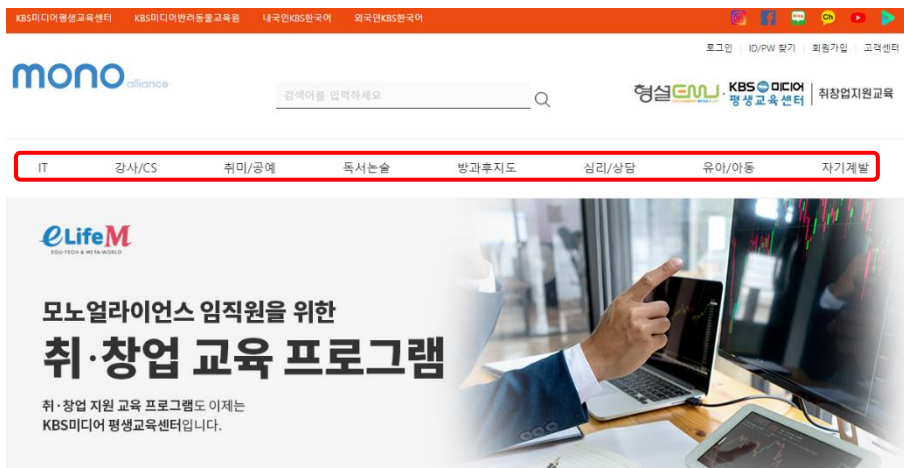 KBS미디어평생교육센터 KBS미디어반려동물교육원 내국인KBS한국어 외국인KBS한국어
로그인 ID/PW 찾기 회원가입 고객센터
mono alliance
검색어를 입력하세요
형설EMJ · KBS 미디어 평생교육센터 | 취창업지원교육
IT 강사/CS 취미/공예 독서논술 방과후지도 심리/상담 유아/아동 자기계발
eLifeM
EDU-TECH & META-WORLD
모노얼라이언스 임직원을 위한
취·창업 교육 프로그램
취·창업 지원 교육 프로그램도 이제는
KBS미디어 평생교육센터입니다.